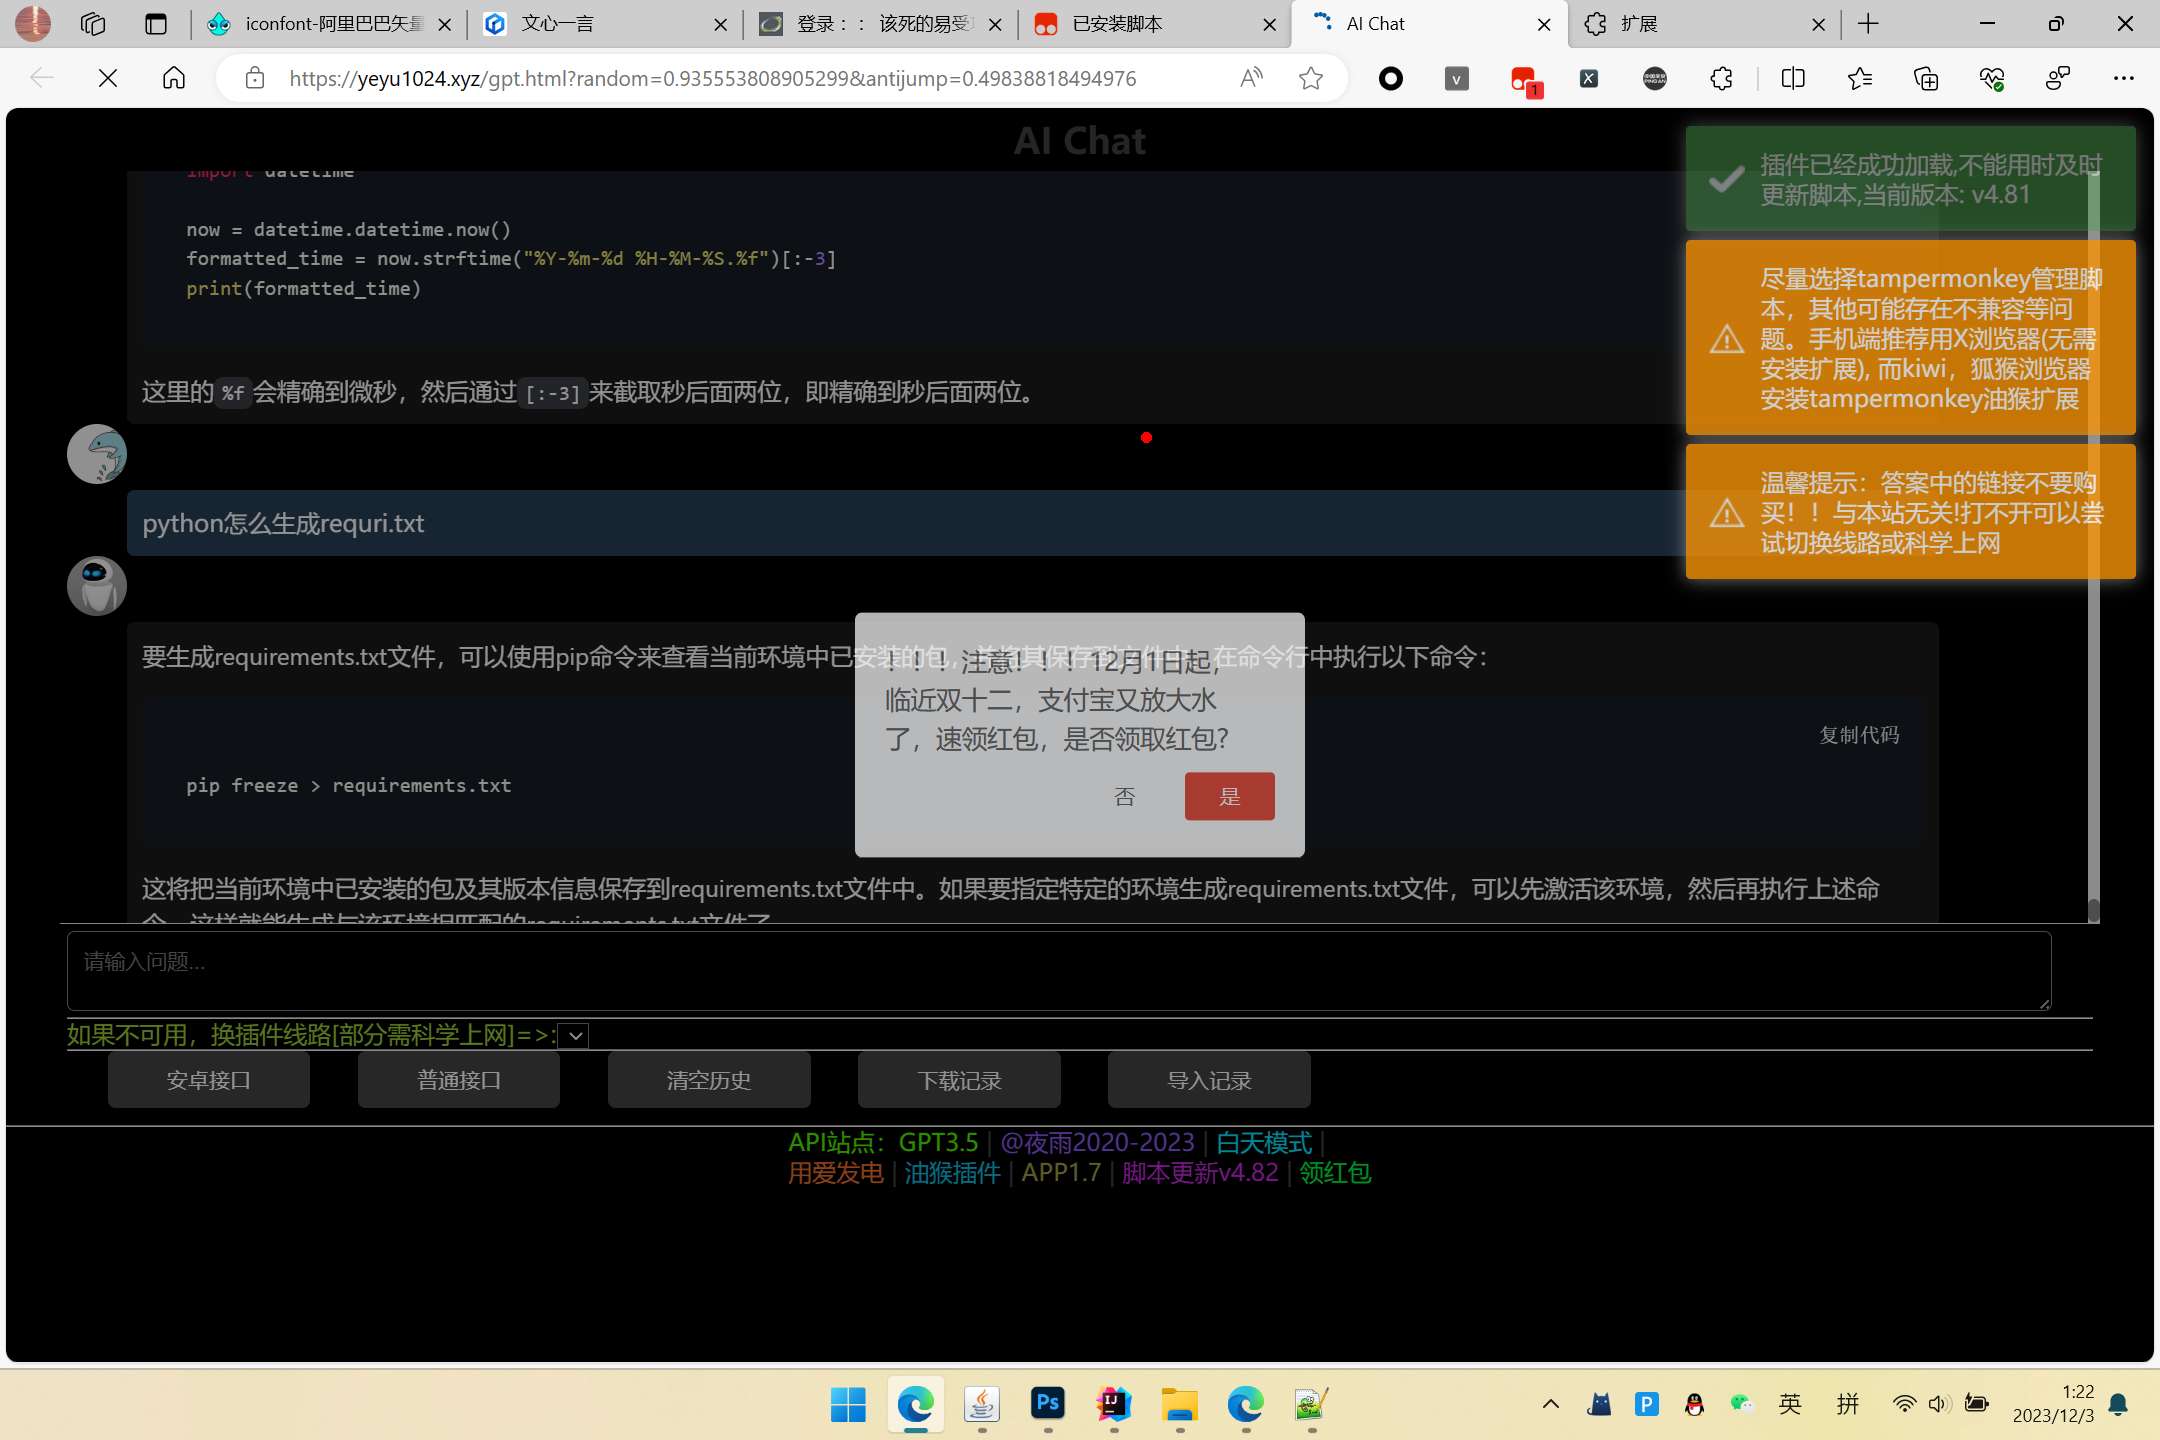 iconfont-阿里巴巴矢量
文心一言
登录：： 该死的易受
已安装脚本
AI Chat
扩展
https://yeyu1024.xyz/gpt.html?random=0.935553808905299&antijump=0.49838818494976
AI Chat
import datetime
now = datetime.datetime.now()
formatted_time = now.strftime("%Y-%m-%d %H-%M-%S.%f")[:-3]
print(formatted_time)
这里的 %f 会精确到微秒，然后通过 [:-3] 来截取秒后面两位，即精确到秒后面两位。
插件已经成功加载,不能用时及时
更新脚本,当前版本: v4.81
尽量选择tampermonkey管理脚
本，其他可能存在不兼容等问
题。手机端推荐用X浏览器(无需
安装扩展), 而kiwi，狐猴浏览器
安装tampermonkey油猴扩展
温馨提示：答案中的链接不要购
买！！与本站无关!打不开可以尝
试切换线路或科学上网
python怎么生成requri.txt
要生成requirements.txt文件，可以使用pip命令来查看当前环境中已安装的包，并将其保存到文件中。在命令行中执行以下命令：
复制代码
pip freeze > requirements.txt
！！！注意！！！12月1日起，
临近双十二，支付宝又放大水
了，速领红包，是否领取红包?
否
是
这将把当前环境中已安装的包及其版本信息保存到requirements.txt文件中。如果要指定特定的环境生成requirements.txt文件，可以先激活该环境，然后再执行上述命
令，这样就能生成与该环境相匹配的requirements.txt文件了
请输入问题...
如果不可用，换插件线路[部分需科学上网]=>:
安卓接口
普通接口
清空历史
下载记录
导入记录
API站点：GPT3.5 | @夜雨2020-2023 | 白天模式 |
用爱发电 | 油猴插件 | APP1.7 | 脚本更新v4.82 | 领红包
英
拼
1:22
2023/12/3